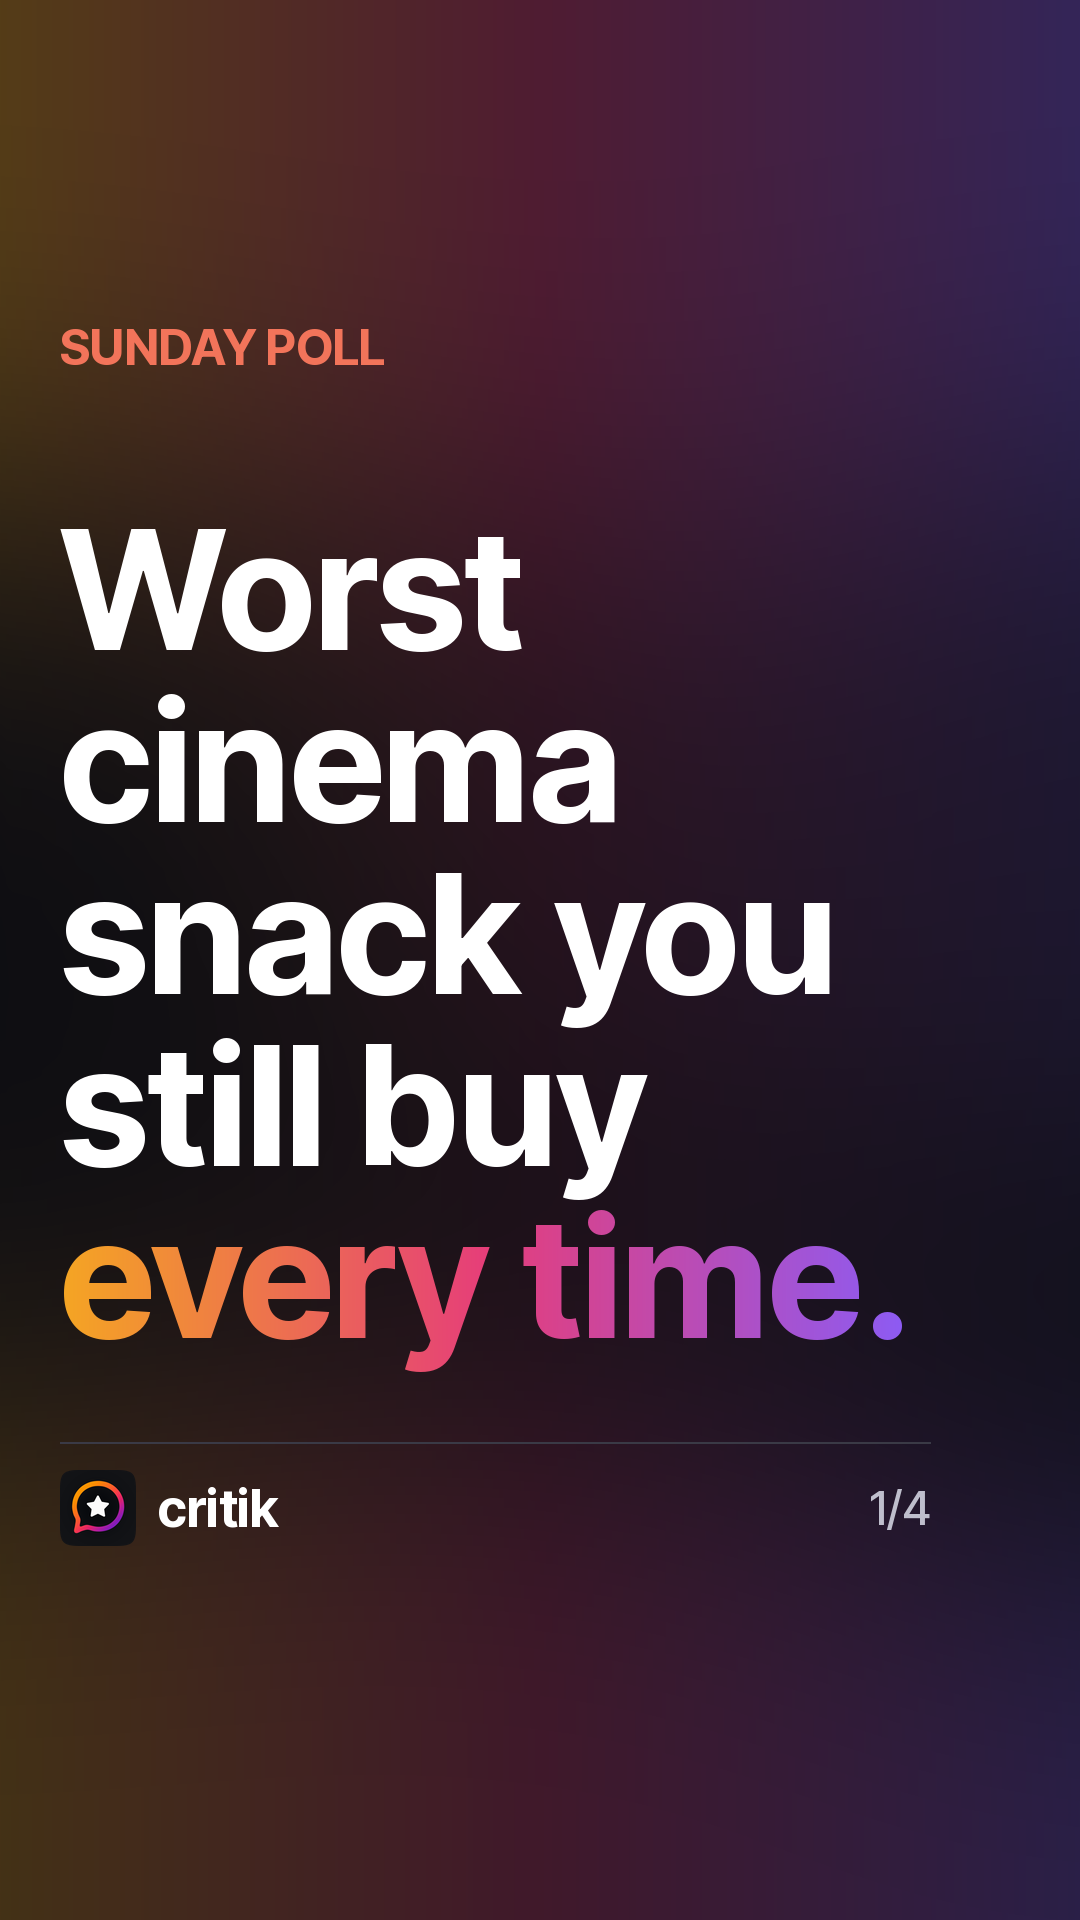 SUNDAY POLL
Worst
cinema
snack you
still buy
every time.
critik
1/4